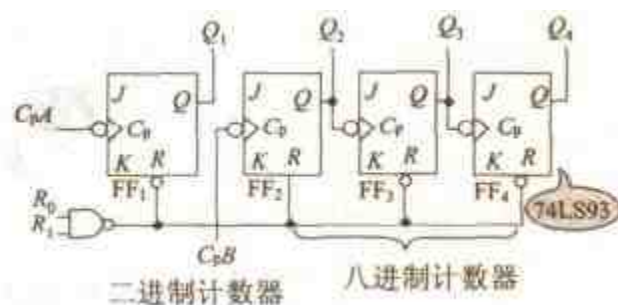 Q₁ Q₂ Q₃ Q₄
J Q J Q J Q J Q
CₚA Cₚ Cₚ Cₚ Cₚ
K R K R K R K R
FF₁ FF₂ FF₃ FF₄
74LS93
R₀
R₁
CₚB
二进制计数器 八进制计数器